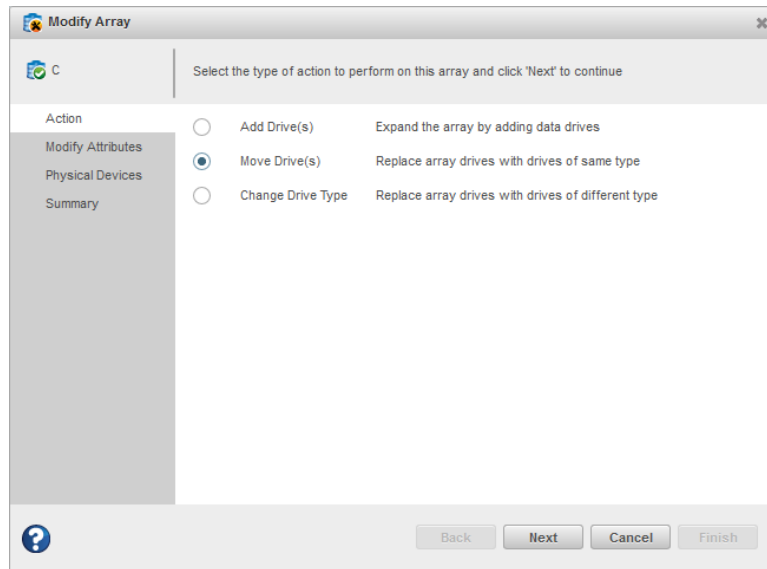 Modify Array
C
Select the type of action to perform on this array and click 'Next' to continue
Action
Modify Attributes
Physical Devices
Summary
Add Drive(s) Expand the array by adding data drives
Move Drive(s) Replace array drives with drives of same type
Change Drive Type Replace array drives with drives of different type
?
Back Next Cancel Finish